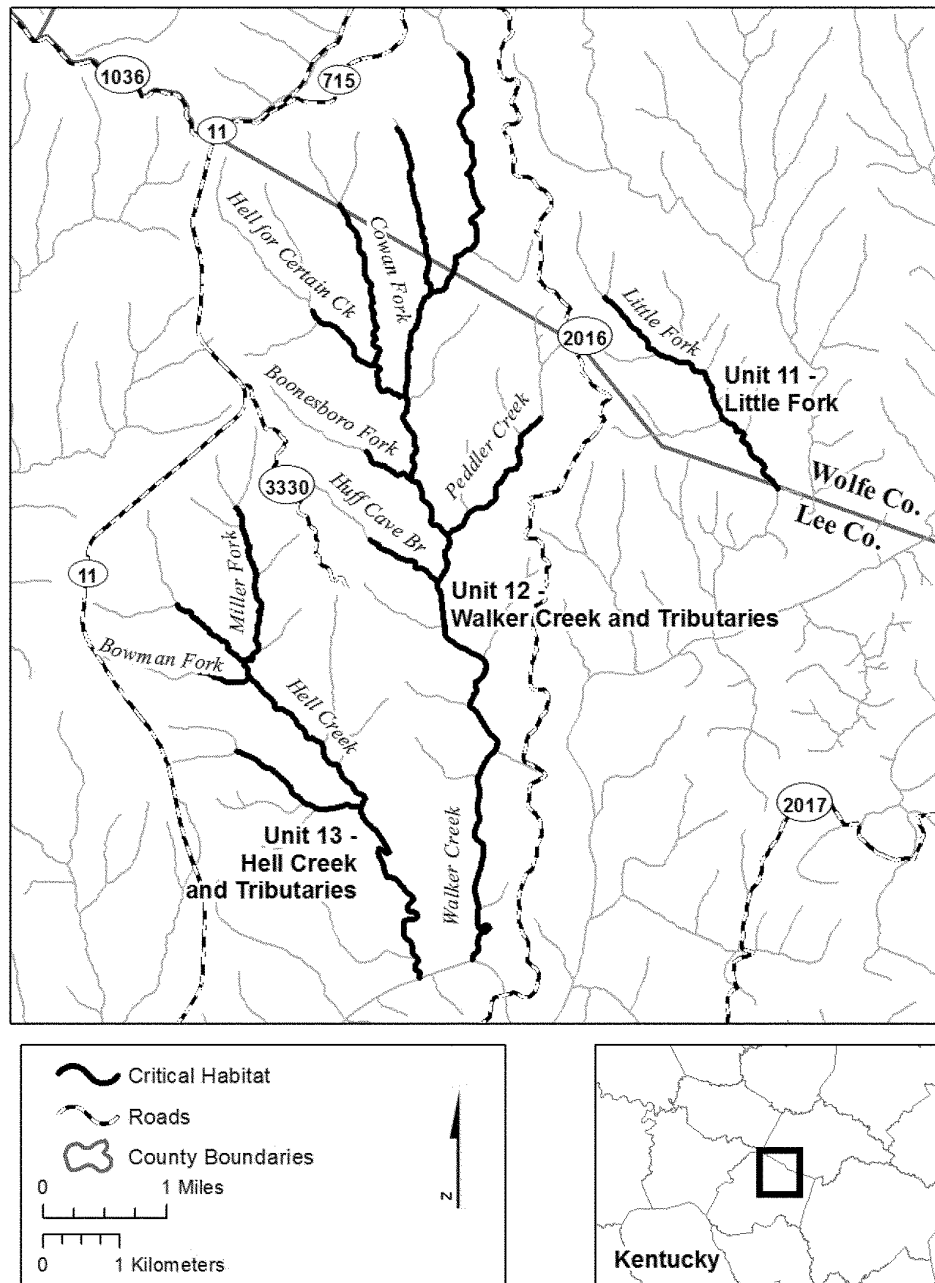 1036
715
11
Hell for Certain Ck
Cowan Fork
2016
Little Fork
Unit 11 -
Little Fork
Boonesboro Fork
Peddler Creek
3330
Huff Cave Br
Wolfe Co.
Lee Co.
11
Miller Fork
Unit 12 -
Walker Creek and Tributaries
Bowman Fork
Hell Creek
2017
Unit 13 -
Hell Creek
and Tributaries
Walker Creek
Critical Habitat
Roads
County Boundaries
0 1 Miles
0 1 Kilometers
N
Kentucky